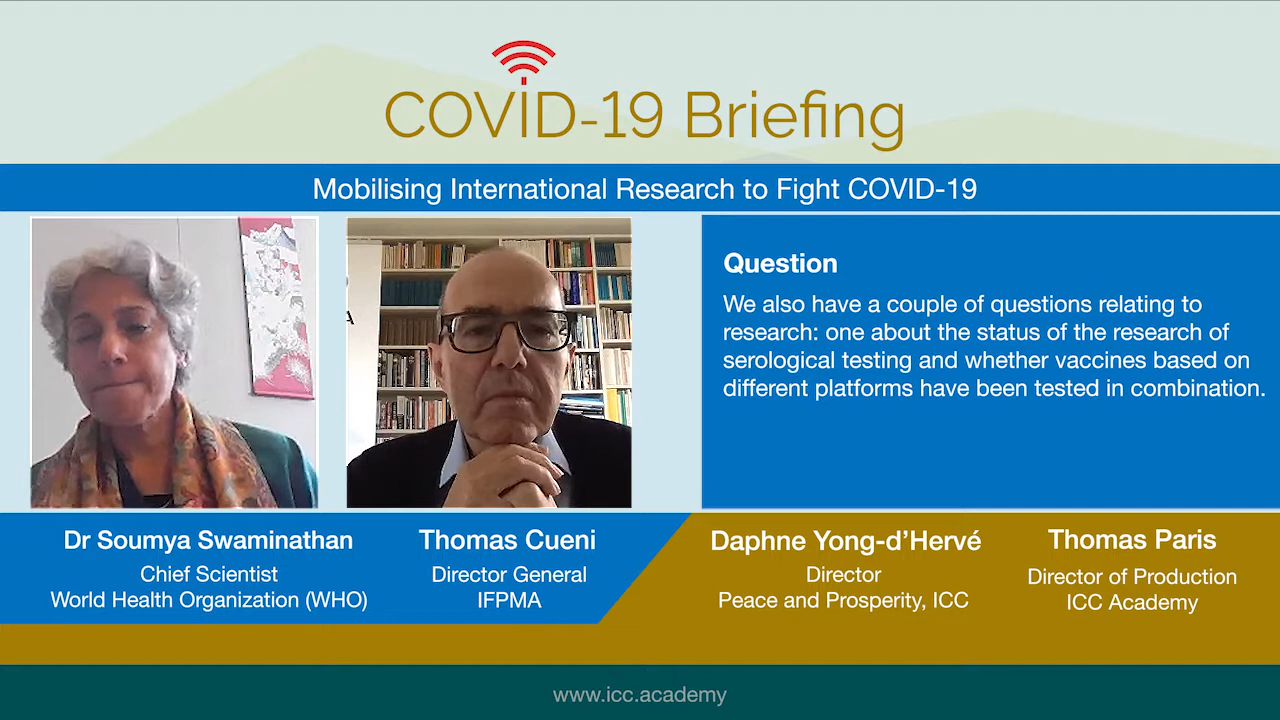 COVID-19 Briefing
Mobilising International Research to Fight COVID-19
A
Question
We also have a couple of questions relating to
research: one about the status of the research of
serological testing and whether vaccines based on
different platforms have been tested in combination.
Dr Soumya Swaminathan
Chief Scientist
World Health Organization (WHO)
Thomas Cueni
Director General
IFPMA
Daphne Yong-d’Hervé
Director
Peace and Prosperity, ICC
Thomas Paris
Director of Production
ICC Academy
www.icc.academy